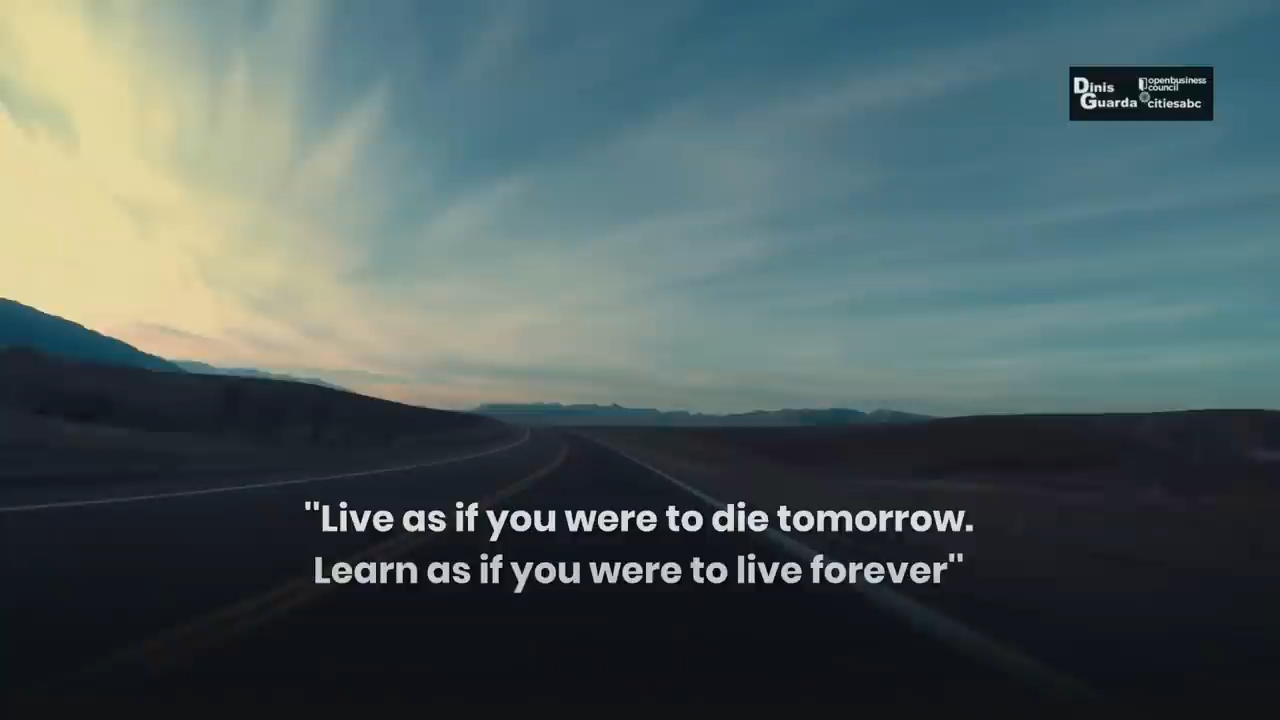 Dinis
Guarda
openbusiness
council
citiesabc
"Live as if you were to die tomorrow.
Learn as if you were to live forever"